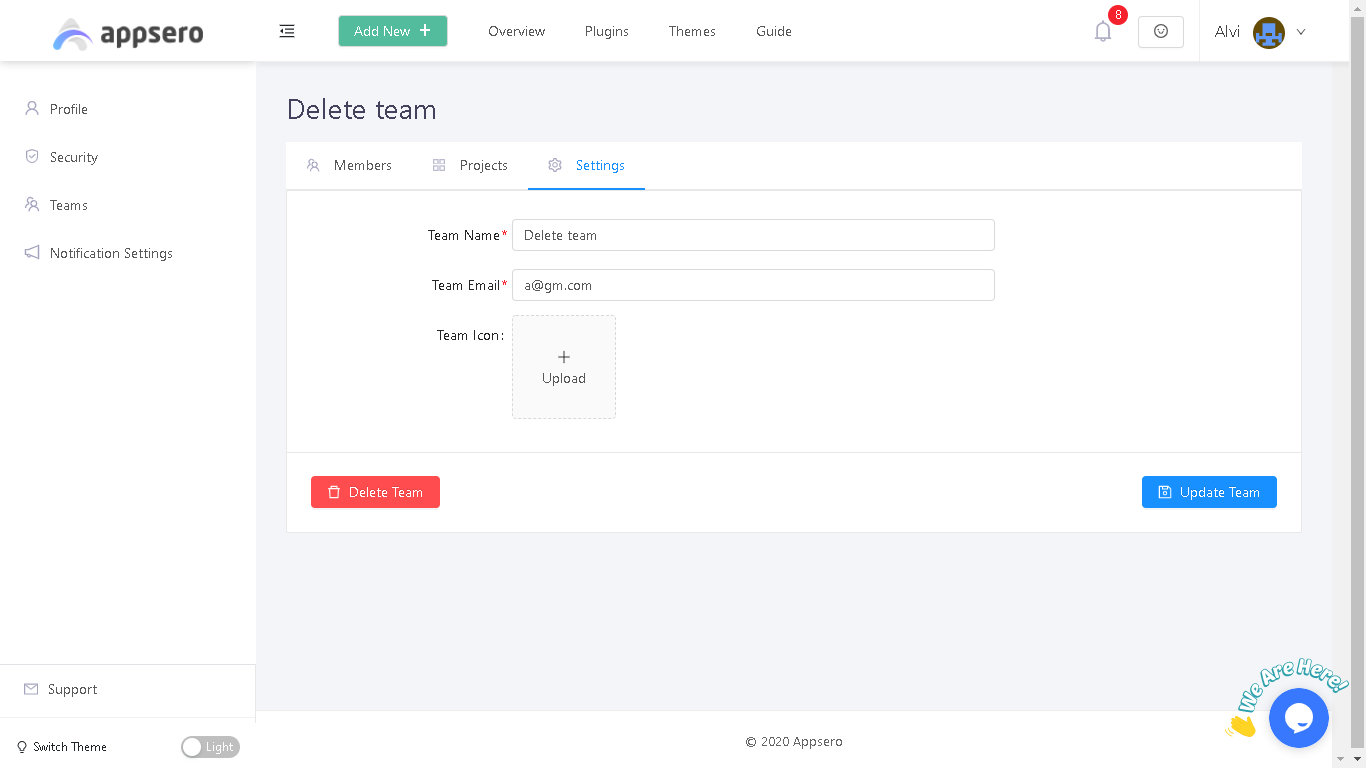 appsero
Add New +
Overview
Plugins
Themes
Guide
8
Alvi
Profile
Security
Teams
Notification Settings
Delete team
Members
Projects
Settings
Team Name*
Delete team
Team Email*
a@gm.com
Team Icon:
+
Upload
Delete Team
Update Team
Support
Switch Theme
Light
© 2020 Appsero
We Are Here!